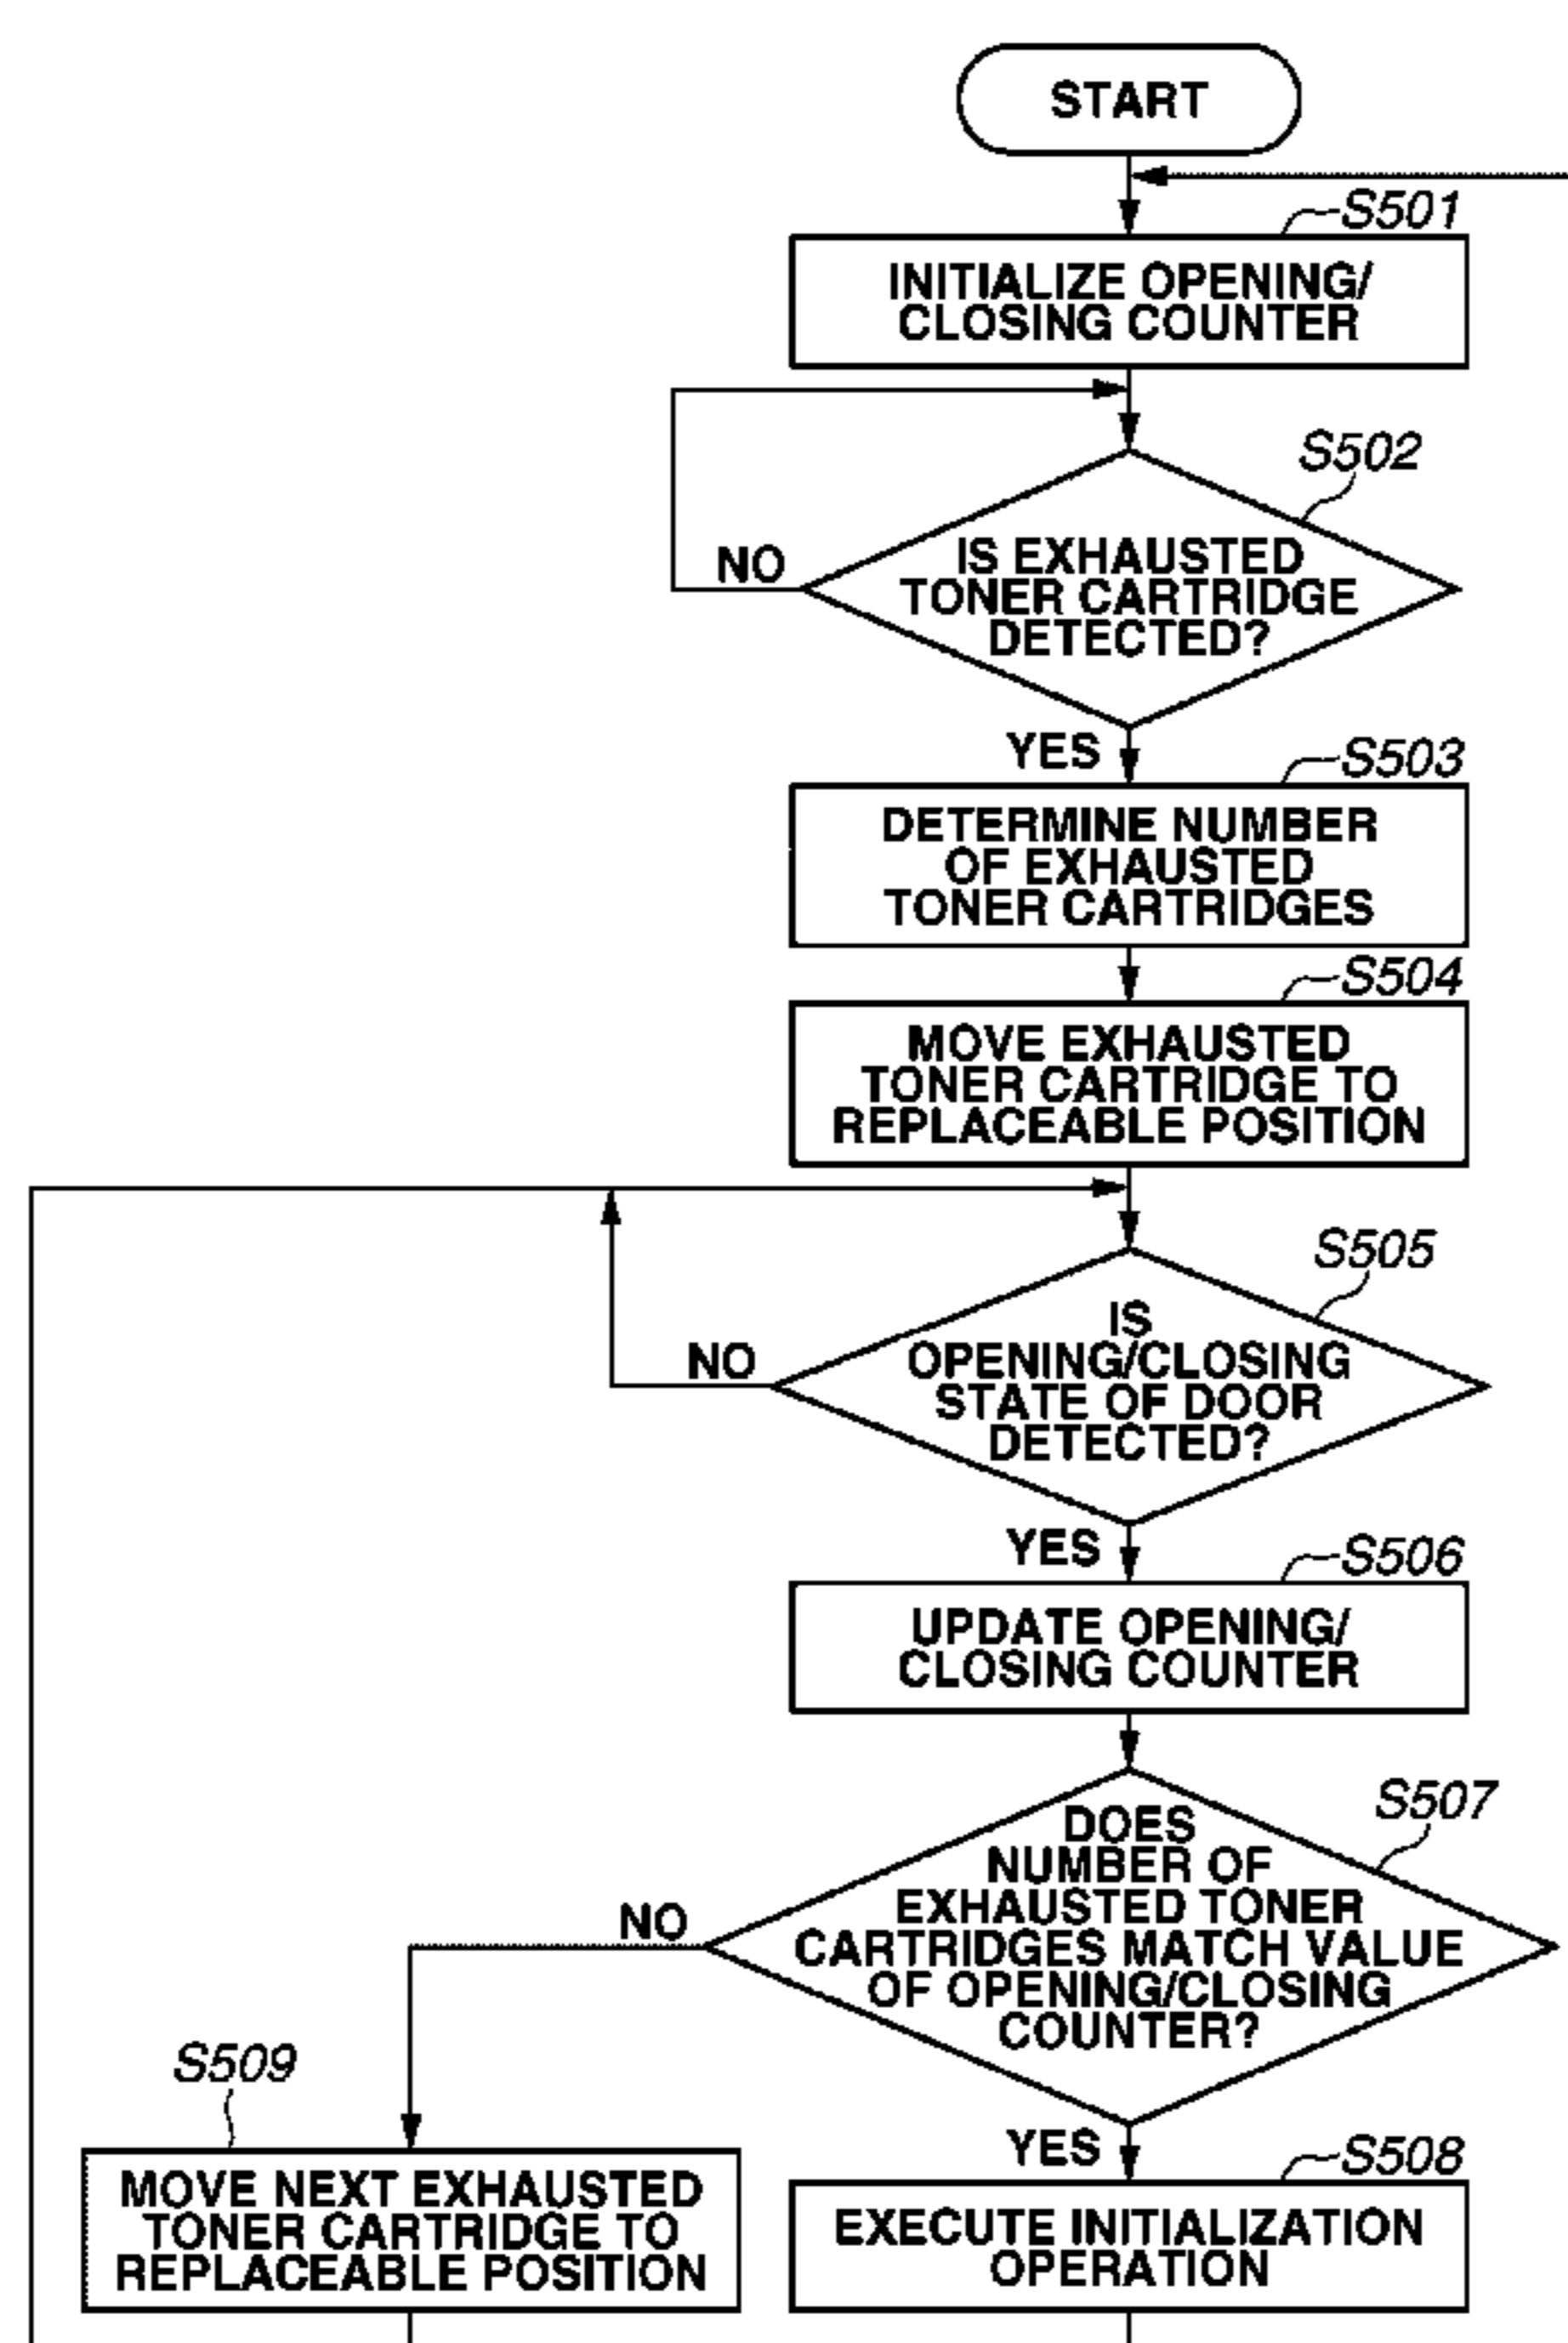 START
S501
INITIALIZE OPENING/
CLOSING COUNTER
S502
NO
IS EXHAUSTED
TONER CARTRIDGE
DETECTED?
YES
S503
DETERMINE NUMBER
OF EXHAUSTED
TONER CARTRIDGES
S504
MOVE EXHAUSTED
TONER CARTRIDGE TO
REPLACEABLE POSITION
S505
NO
IS
OPENING/CLOSING
STATE OF DOOR
DETECTED?
YES
S506
UPDATE OPENING/
CLOSING COUNTER
S507
NO
DOES
NUMBER OF
EXHAUSTED TONER
CARTRIDGES MATCH VALUE
OF OPENING/CLOSING
COUNTER?
S509
MOVE NEXT EXHAUSTED
TONER CARTRIDGE TO
REPLACEABLE POSITION
YES
S508
EXECUTE INITIALIZATION
OPERATION